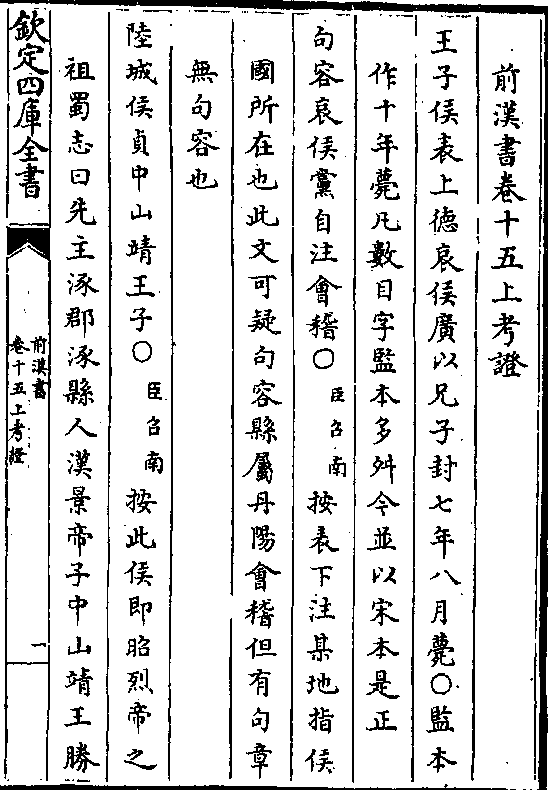 前漢書卷十五上考證
王子侯表上德哀侯廣以兄子封七年八月薨○監本
作十年薨凡數目字監本多舛今並以宋本是正
句容哀侯黨自注會稽○臣召南按表下注某地指侯
國所在也此文可疑句容縣屬丹陽會稽但有句章
無句容也
陸城侯貞中山靖王子○臣召南按此侯即昭烈帝之
祖蜀志曰先主涿郡涿縣人漢景帝子中山靖王勝
欽定四庫全書
前漢書
卷十五上考證
一